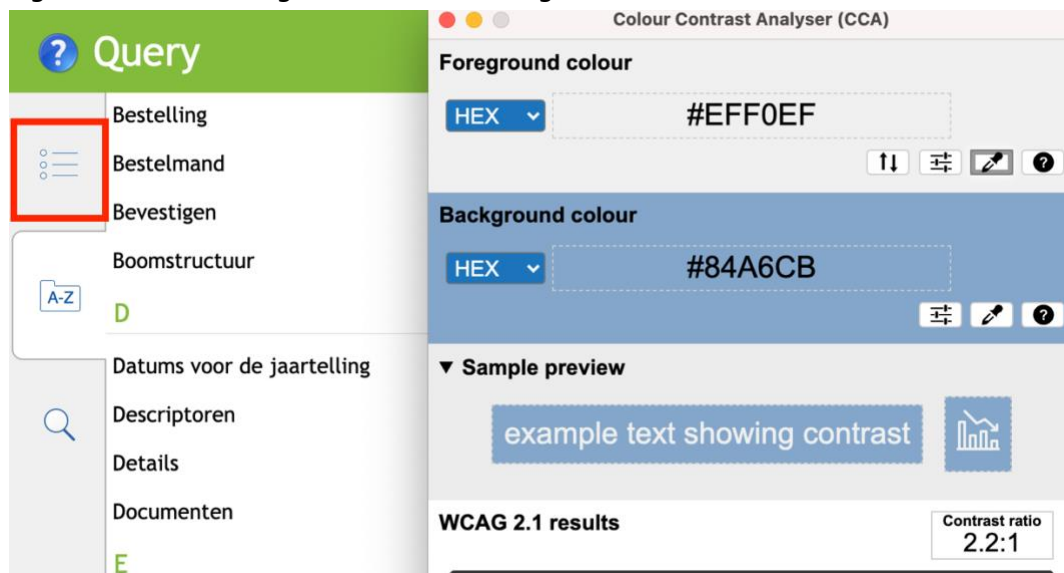 ? Query
Bestelling
Bestelmand
Bevestigen
Boomstructuur
D
A-Z
Datums voor de jaartelling
Descriptoren
Details
Documenten
E
Colour Contrast Analyser (CCA)
Foreground colour
HEX
#EFF0EF
?
Background colour
HEX
#84A6CB
?
▼ Sample preview
example text showing contrast
WCAG 2.1 results
Contrast ratio
2.2:1